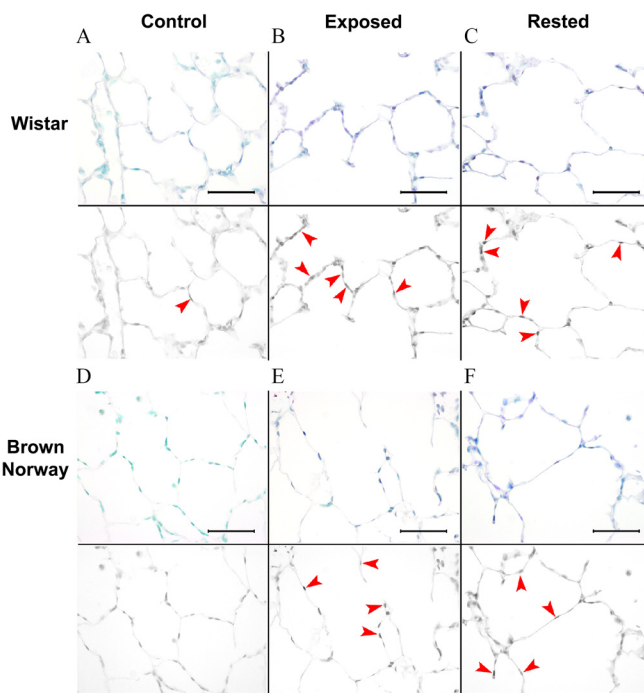 Control Exposed Rested
A B C
Wistar
D E F
Brown
Norway